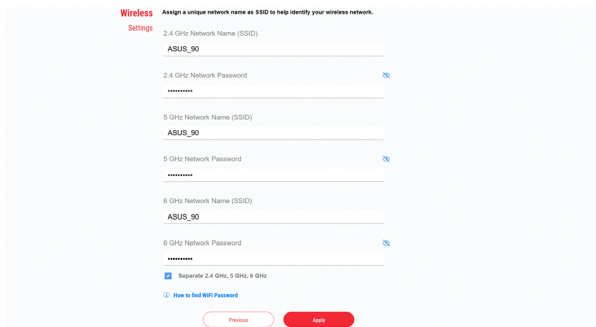 Wireless
Settings
Assign a unique network name as SSID to help identify your wireless network.
2.4 GHz Network Name (SSID)
ASUS_90
2.4 GHz Network Password
••••••••••
5 GHz Network Name (SSID)
ASUS_90
5 GHz Network Password
••••••••••
6 GHz Network Name (SSID)
ASUS_90
6 GHz Network Password
••••••••••
Separate 2.4 GHz, 5 GHz, 6 GHz
How to find WiFi Password
Previous
Apply